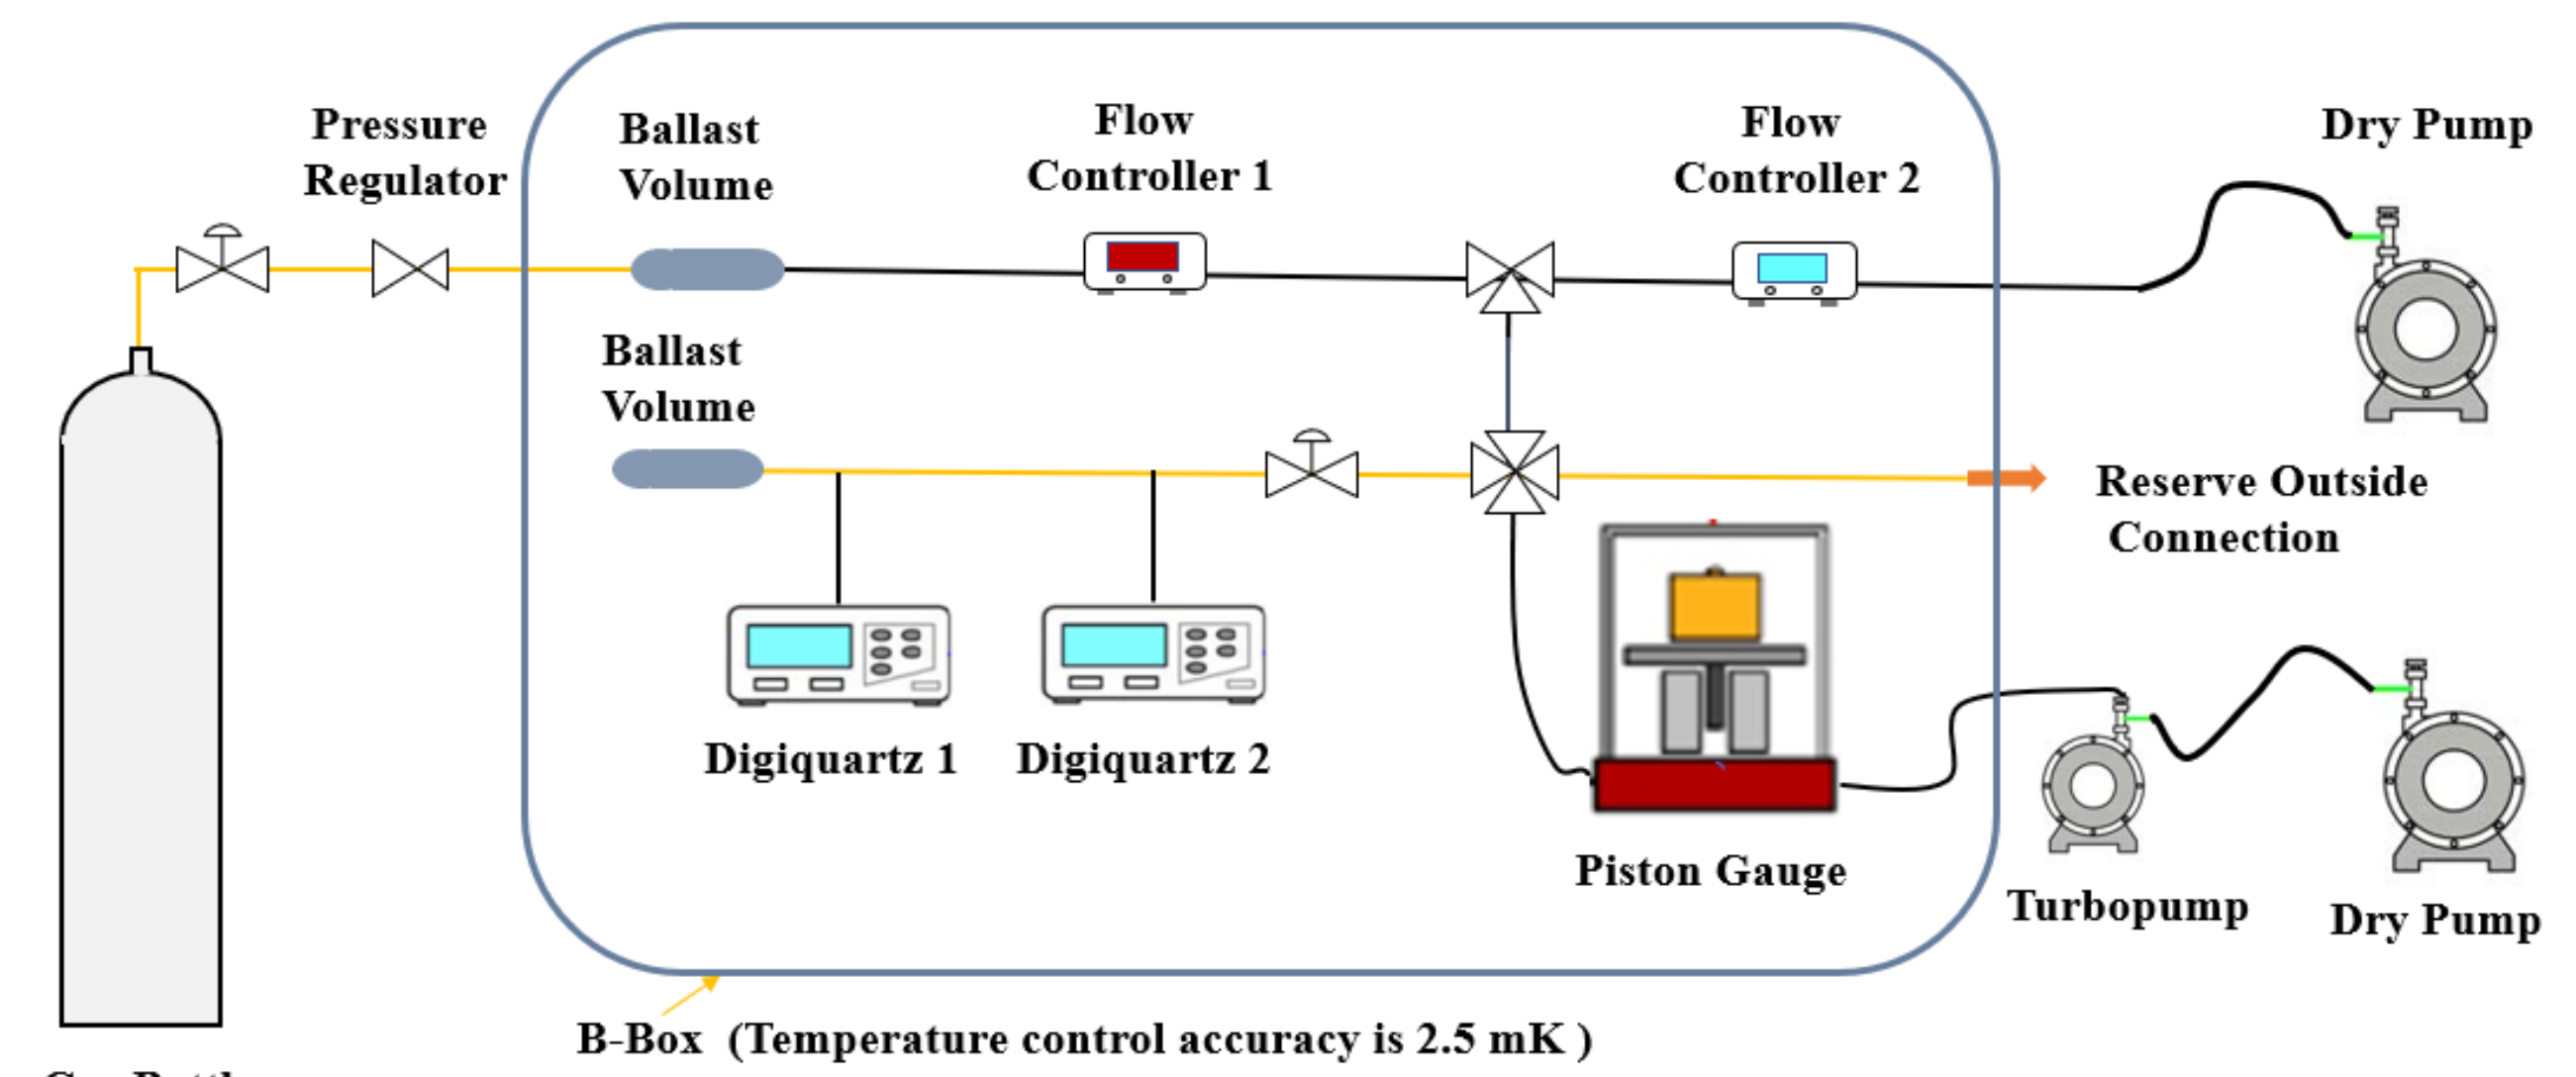 Pressure
Regulator
Ballast
Volume
Flow
Controller 1
Flow
Controller 2
Dry Pump
Ballast
Volume
Reserve Outside
Connection
Digiquartz 1
Digiquartz 2
Piston Gauge
Turbopump
Dry Pump
B-Box (Temperature control accuracy is 2.5 mK )